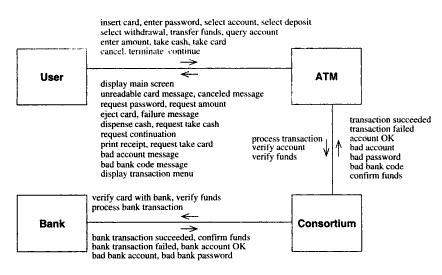 insert card, enter password, select account, select deposit
select withdrawal, transfer funds, query account
enter amount, take cash, take card
cancel, terminate continue
User
ATM
display main screen
unreadable card message, canceled message
request password, request amount
eject card, failure message
dispense cash, request take cash
request continuation
print receipt, request take card
bad account message
bad bank code message
display transaction menu
process transaction
verify account
verify funds
transaction succeeded
transaction failed
account OK
bad account
bad password
bad bank code
confirm funds
verify card with bank, verify funds
process bank transaction
Bank
Consortium
bank transaction succeeded, confirm funds
bank transaction failed, bank account OK
bad bank account, bad bank password